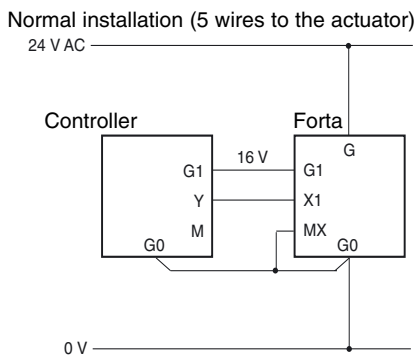 Normal installation (5 wires to the actuator)
24 V AC
Controller
Forta
G
G1
16 V
G1
Y
X1
M
MX
G0
G0
0 V